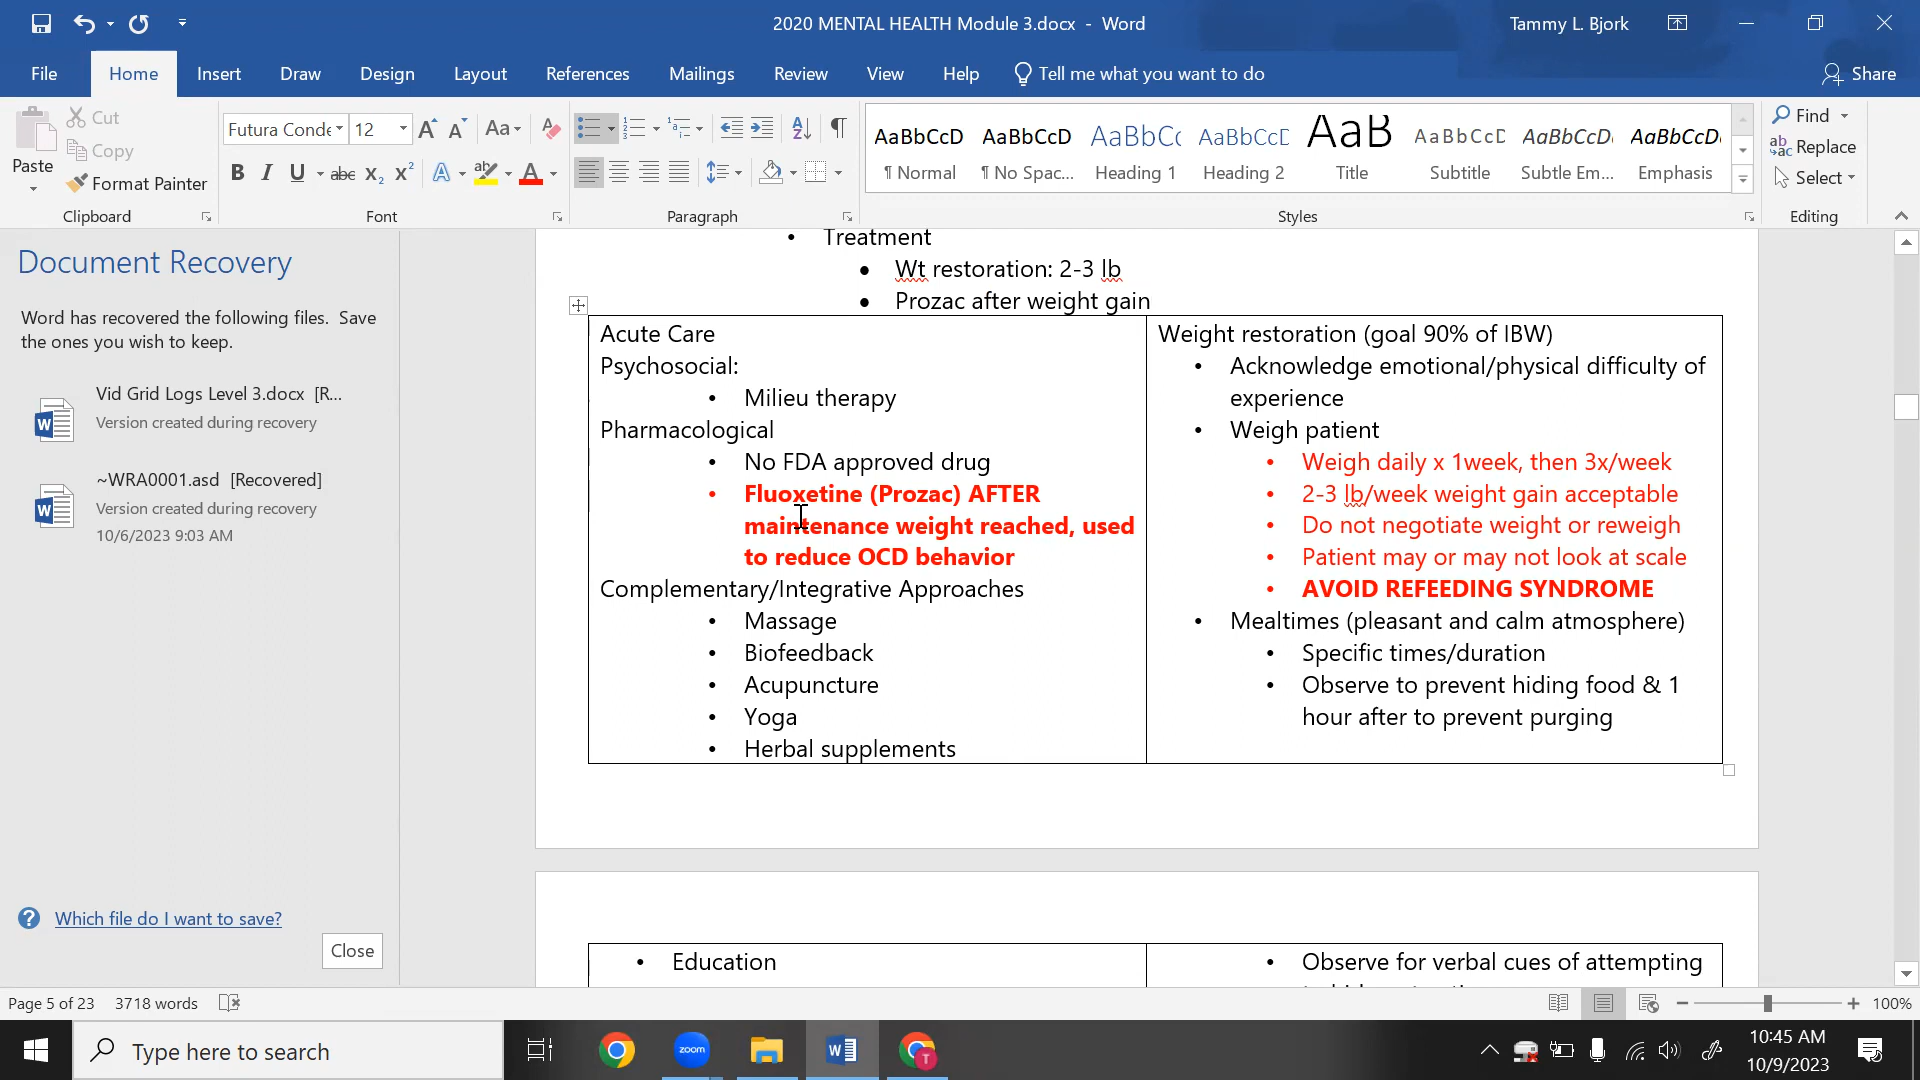 2020 MENTAL HEALTH Module 3.docx - Word
Tammy L. Bjork
File Home Insert Draw Design Layout References Mailings Review View Help Tell me what you want to do
Share
Paste
Cut
Copy
Format Painter
Clipboard
Futura Conde 12
Font
Paragraph
AaBbCcD AaBbCcD AaBbCc AaBbCcD AaB AaBbCcD AaBbCcD AaBbCcD
¶ Normal ¶ No Spac... Heading 1 Heading 2 Title Subtitle Subtle Em... Emphasis
Styles
Find
Replace
Select
Editing
Document Recovery
Word has recovered the following files. Save
the ones you wish to keep.
Vid Grid Logs Level 3.docx [R...
Version created during recovery
~WRA0001.asd [Recovered]
Version created during recovery
10/6/2023 9:03 AM
Which file do I want to save?
Close
• Treatment
• Wt restoration: 2-3 lb
• Prozac after weight gain
Acute Care
Psychosocial:
• Milieu therapy
Pharmacological
• No FDA approved drug
• Fluoxetine (Prozac) AFTER
maintenance weight reached, used
to reduce OCD behavior
Complementary/Integrative Approaches
• Massage
• Biofeedback
• Acupuncture
• Yoga
• Herbal supplements
Weight restoration (goal 90% of IBW)
• Acknowledge emotional/physical difficulty of
experience
• Weigh patient
• Weigh daily x 1week, then 3x/week
• 2-3 lb/week weight gain acceptable
• Do not negotiate weight or reweigh
• Patient may or may not look at scale
• AVOID REFEEDING SYNDROME
• Mealtimes (pleasant and calm atmosphere)
• Specific times/duration
• Observe to prevent hiding food & 1
hour after to prevent purging
• Education
• Observe for verbal cues of attempting
Page 5 of 23 3718 words
100%
Type here to search
zoom
10:45 AM
10/9/2023